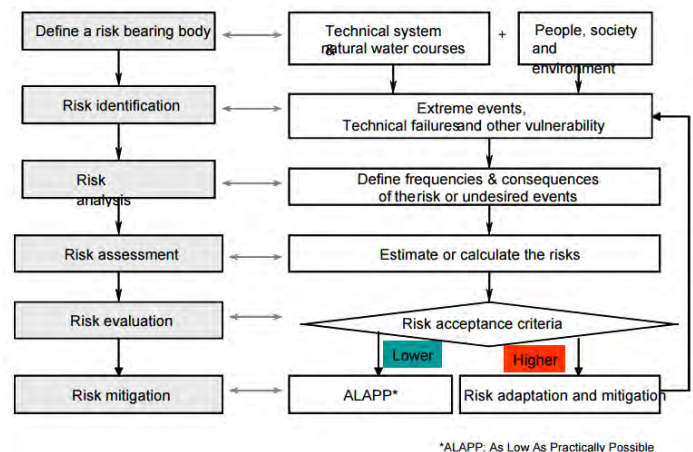 Define a risk bearing body
Technical system
& natural water courses
+
People, society
and
environment
Risk identification
Extreme events,
Technical failures and other vulnerability
Risk
analysis
Define frequencies & consequences
of the risk or undesired events
Risk assessment
Estimate or calculate the risks
Risk evaluation
Risk acceptance criteria
Lower
Higher
Risk mitigation
ALAPP*
Risk adaptation and mitigation
*ALAPP: As Low As Practically Possible